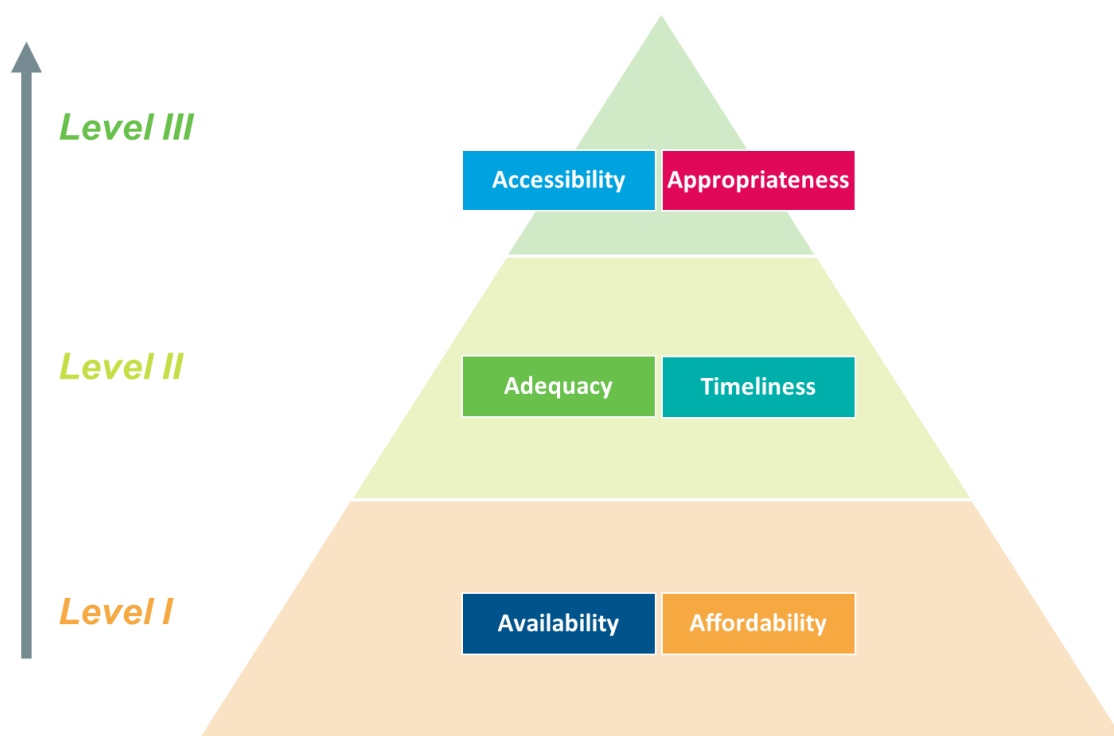 Level III
Accessibility
Appropriateness
Level II
Adequacy
Timeliness
Level I
Availability
Affordability